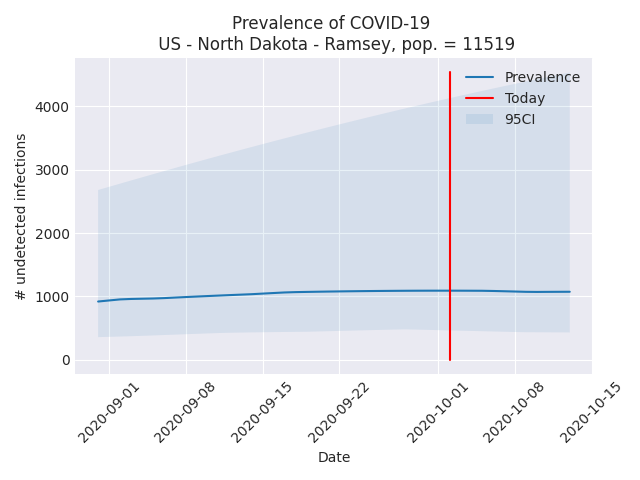 Prevalence of COVID-19
US - North Dakota - Ramsey, pop. = 11519
Prevalence
Today
95CI
# undetected infections
4000
3000
2000
1000
0
2020-09-01
2020-09-08
2020-09-15
2020-09-22
2020-10-01
2020-10-08
2020-10-15
Date